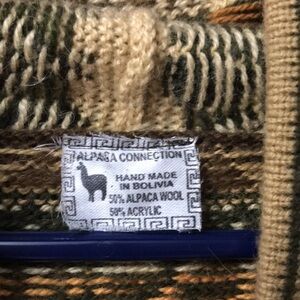 ALPACA CONNECTION
HAND MADE
IN BOLIVIA
50% ALPACA WOOL
50% ACRYLIC